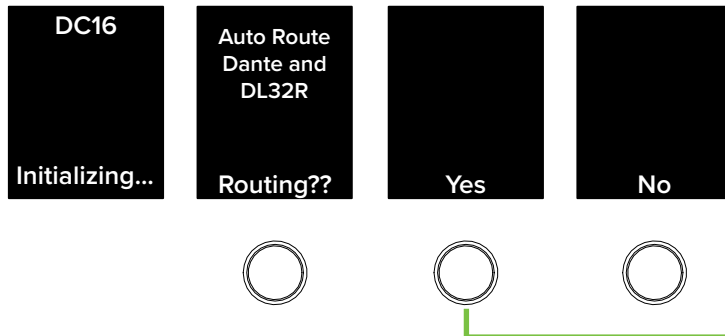 DC16
Initializing...
Auto Route
Dante and
DL32R
Routing??
Yes
No